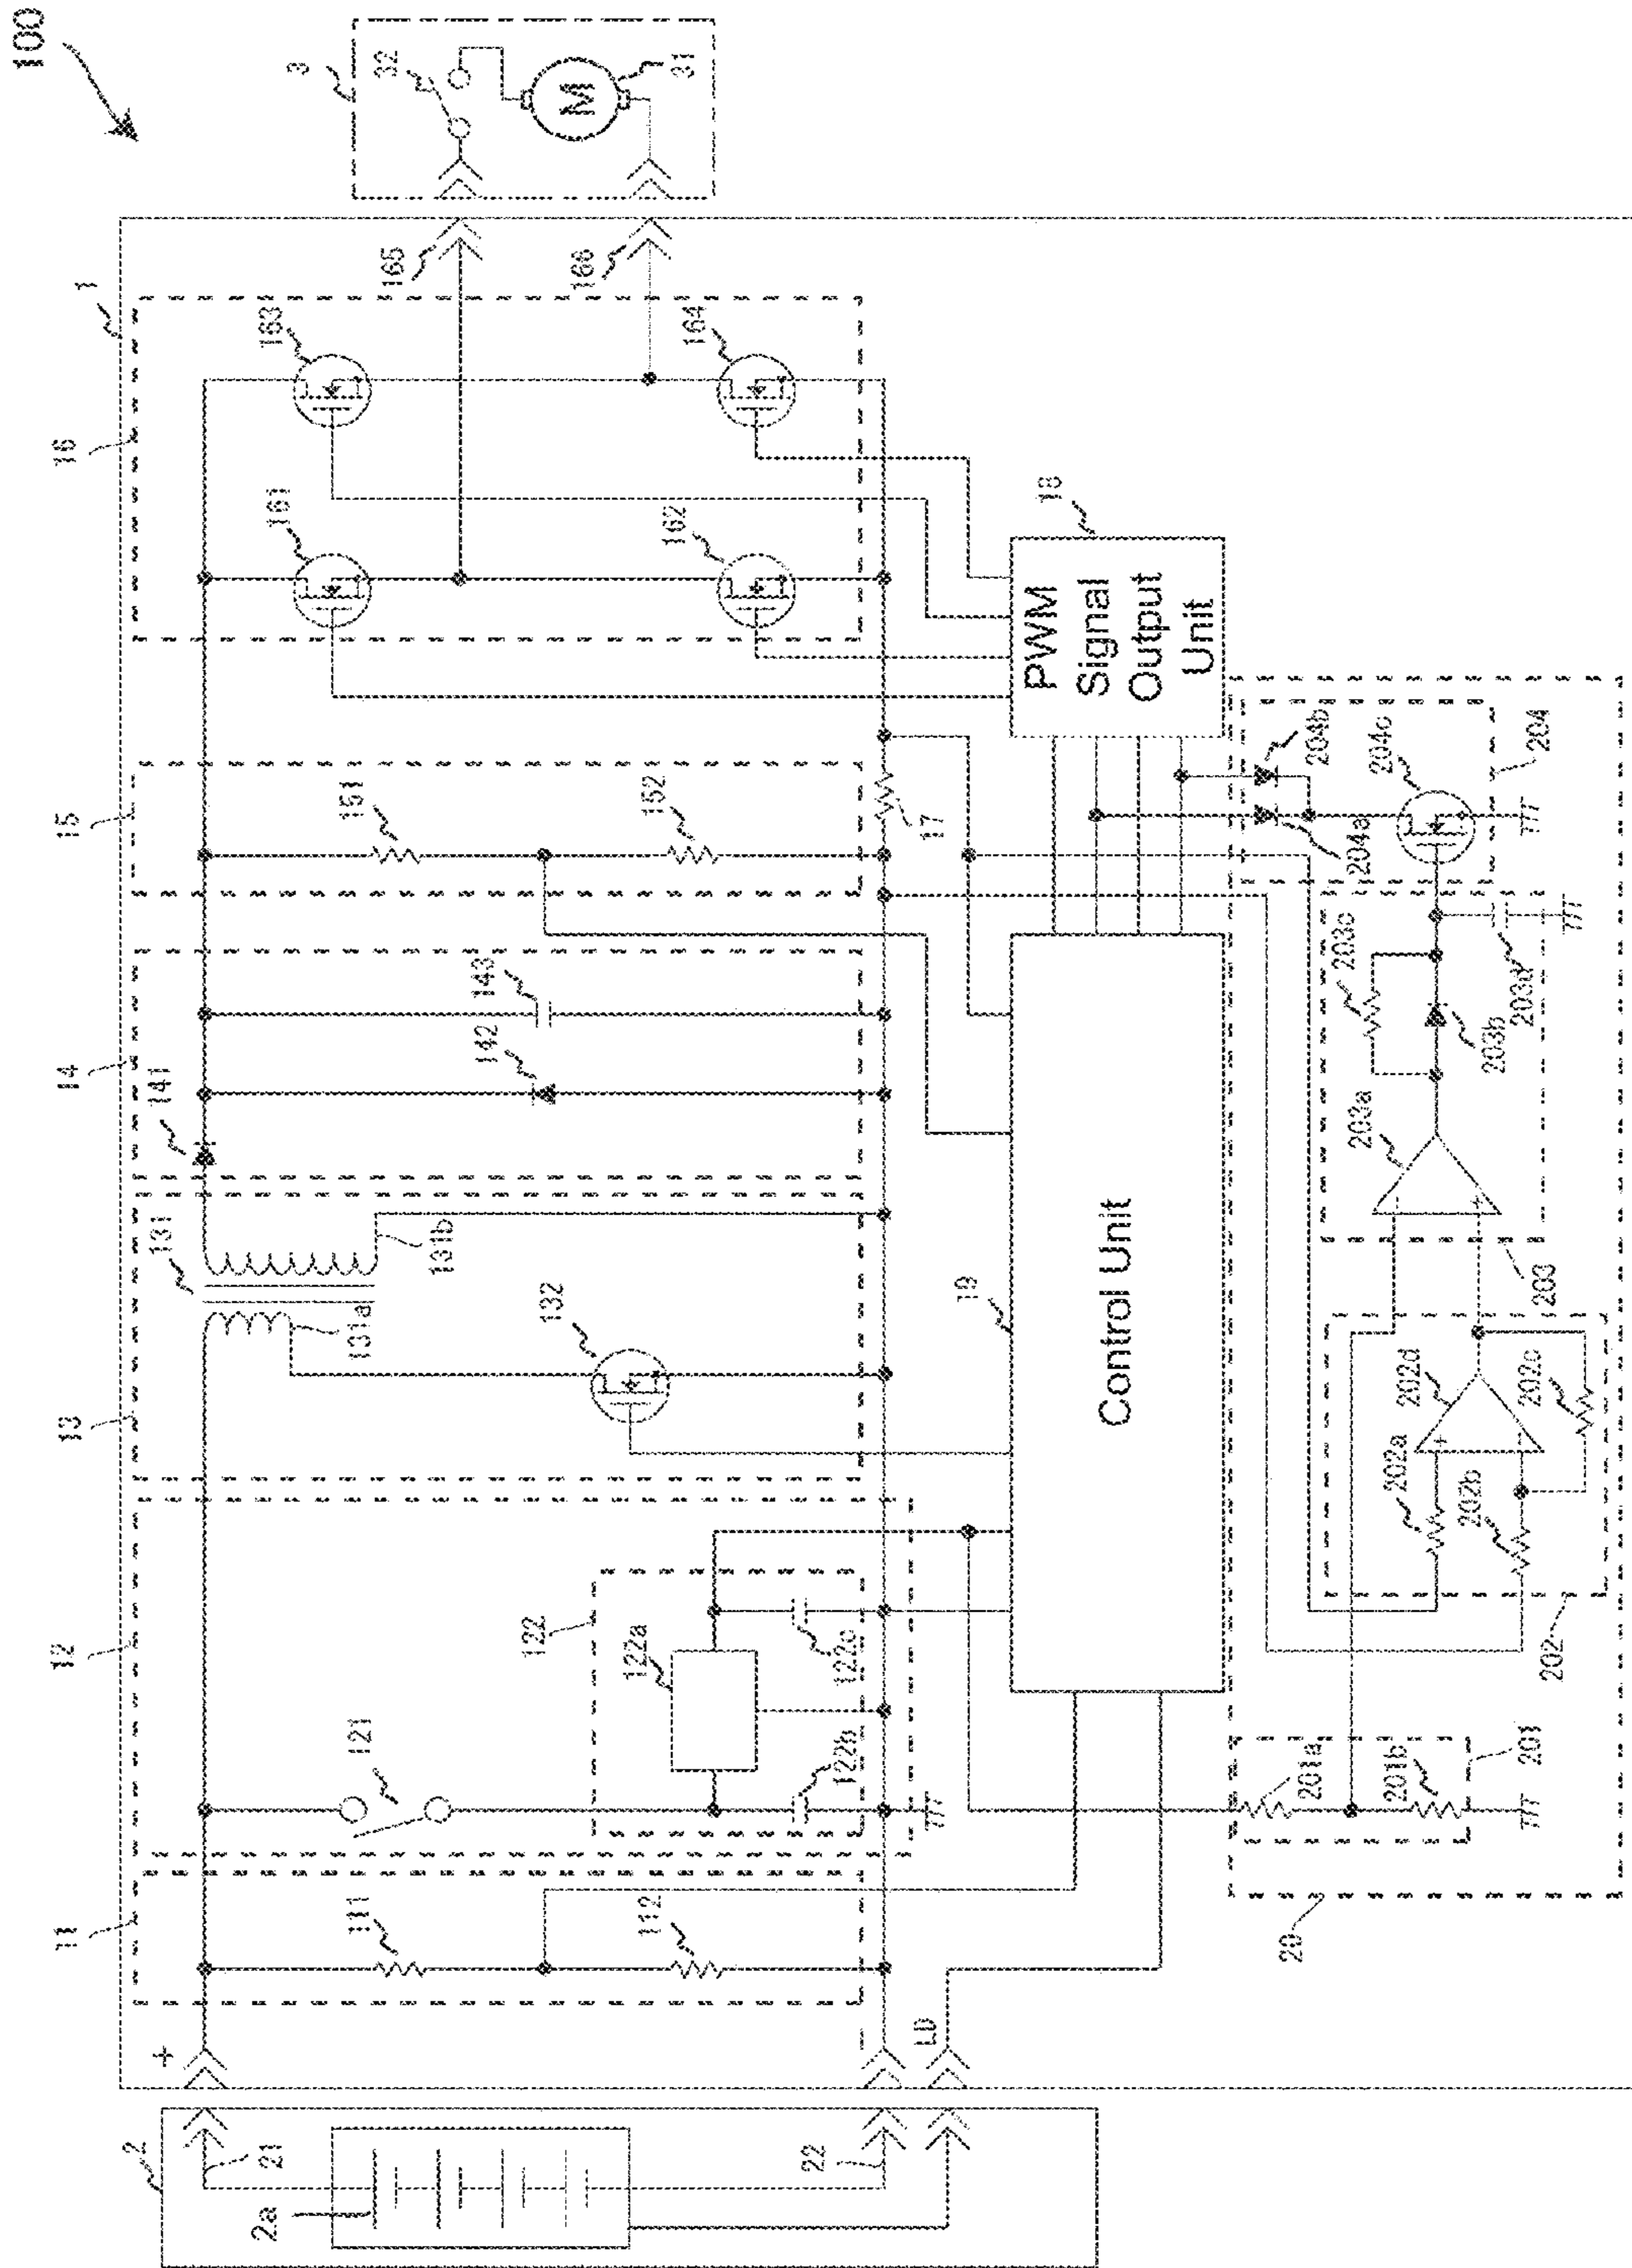 100
3
32
M
31
1
165
166
16
163
164
161
162
18
PWM
Signal
Output
Unit
15
151
152
17
204b
204c
204
204a
14
143
142
141
203c
203d
203b
203a
203
13
131
131b
131a
132
19
Control Unit
202d
202c
202a
202b
202
12
122
122a
122c
121
122b
201
201a
201b
20
11
111
112
+
−
LD
2
21
22
2a